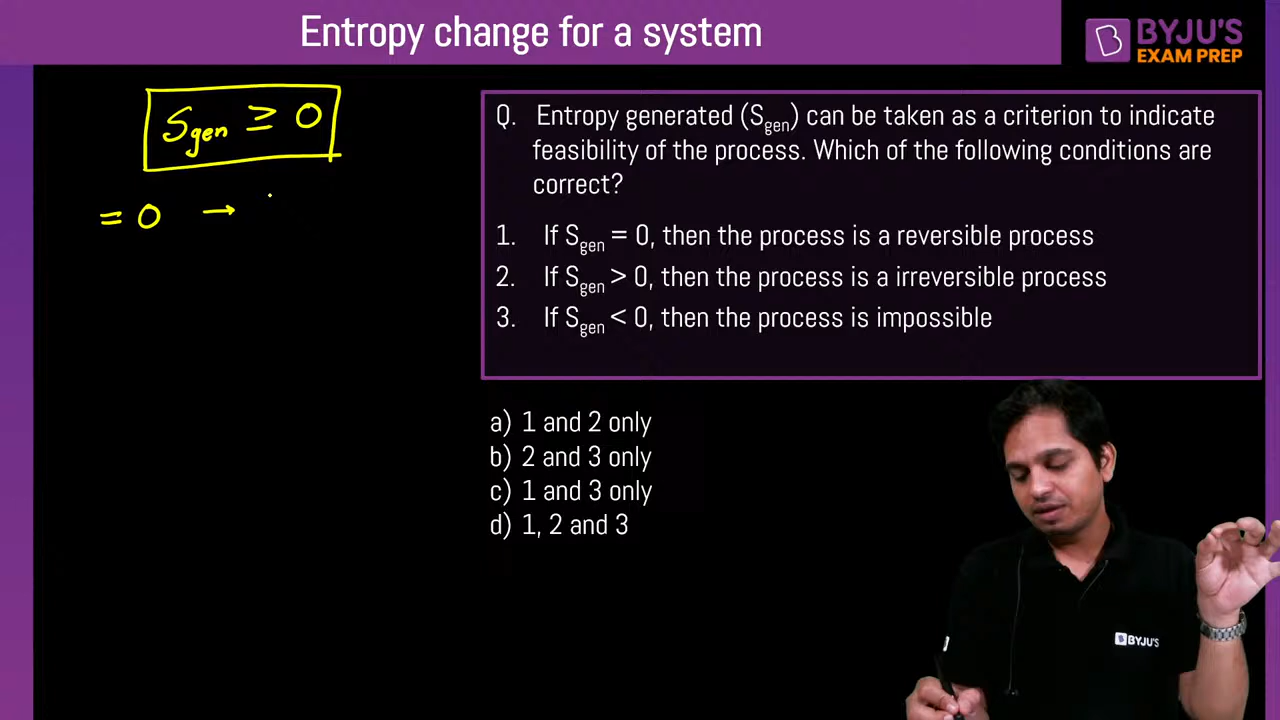 Entropy change for a system
BYJU'S
EXAM PREP
Sgen ≥ 0
= 0 →
Q. Entropy generated (Sgen) can be taken as a criterion to indicate
feasibility of the process. Which of the following conditions are
correct?
1. If Sgen = 0, then the process is a reversible process
2. If Sgen > 0, then the process is a irreversible process
3. If Sgen < 0, then the process is impossible
a) 1 and 2 only
b) 2 and 3 only
c) 1 and 3 only
d) 1, 2 and 3
BYJU'S